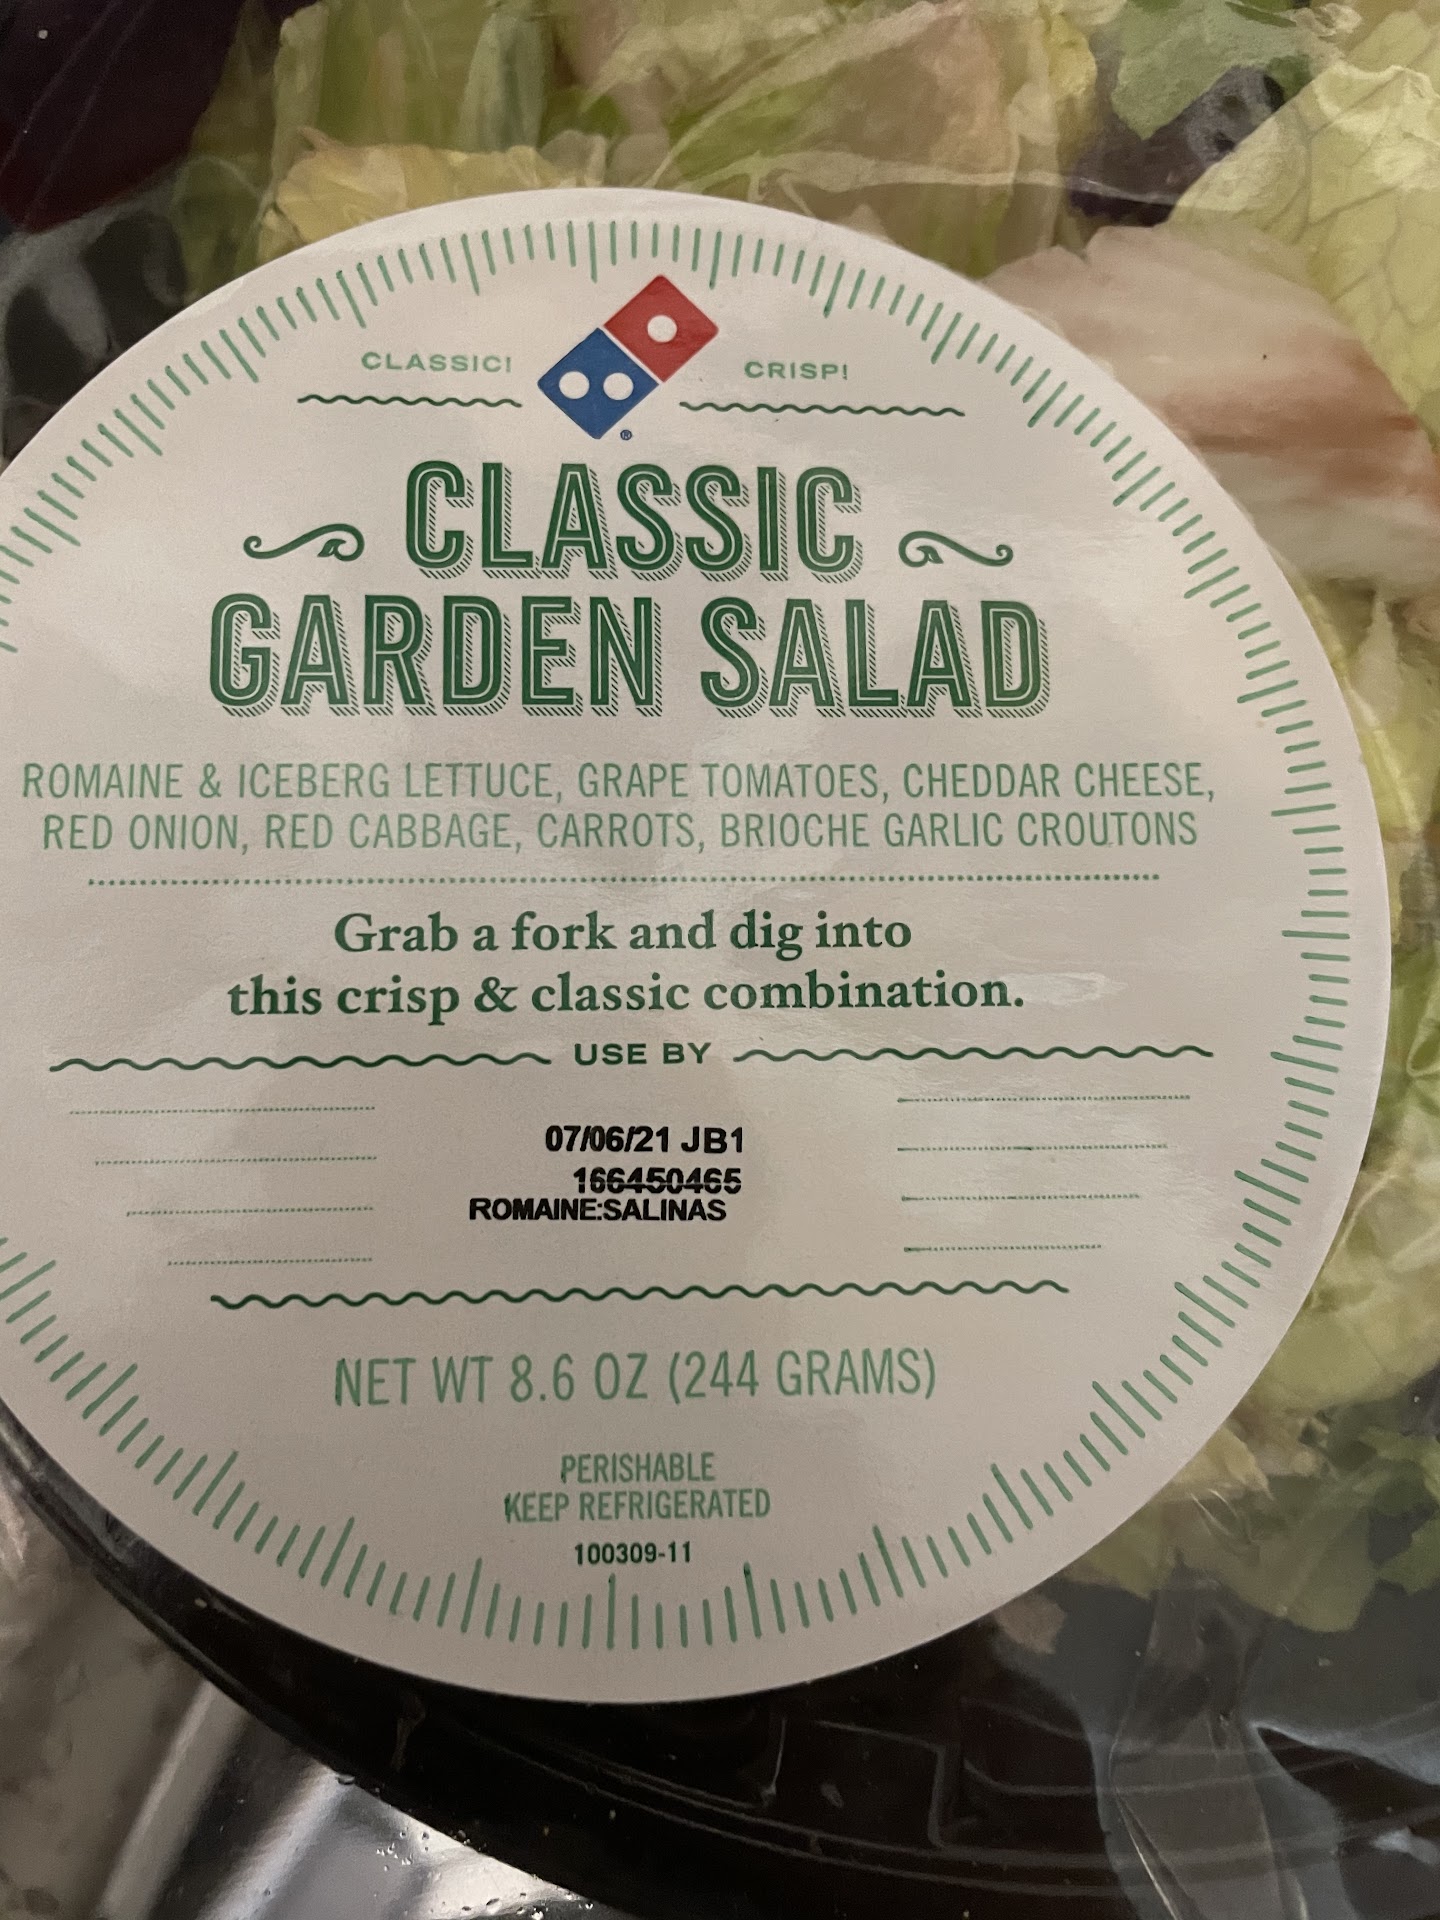 CLASSIC! CRISP!
®
CLASSIC
GARDEN SALAD
ROMAINE & ICEBERG LETTUCE, GRAPE TOMATOES, CHEDDAR CHEESE,
RED ONION, RED CABBAGE, CARROTS, BRIOCHE GARLIC CROUTONS
Grab a fork and dig into
this crisp & classic combination.
USE BY
07/06/21 JB1
166450465
ROMAINE:SALINAS
NET WT 8.6 OZ (244 GRAMS)
PERISHABLE
KEEP REFRIGERATED
100309-11